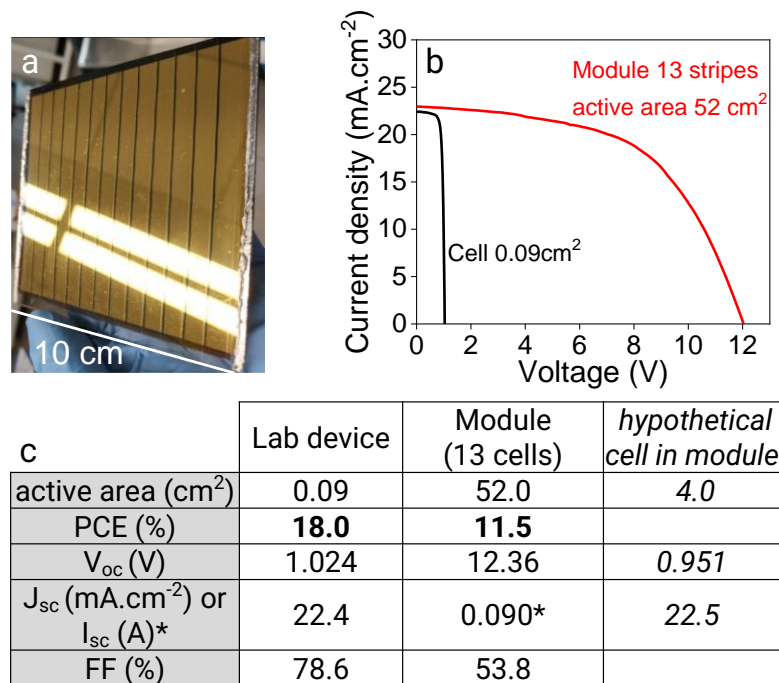 a
10 cm
b
30
25
20
15
10
5
0
Current density (mA.cm⁻²)
Module 13 stripes
active area 52 cm²
Cell 0.09cm²
0 2 4 6 8 10 12
Voltage (V)
c
Lab device
Module
(13 cells)
hypothetical
cell in module
active area (cm²) 0.09 52.0 4.0
PCE (%) 18.0 11.5
Voc (V) 1.024 12.36 0.951
Jsc (mA.cm⁻²) or
Isc (A)* 22.4 0.090* 22.5
FF (%) 78.6 53.8